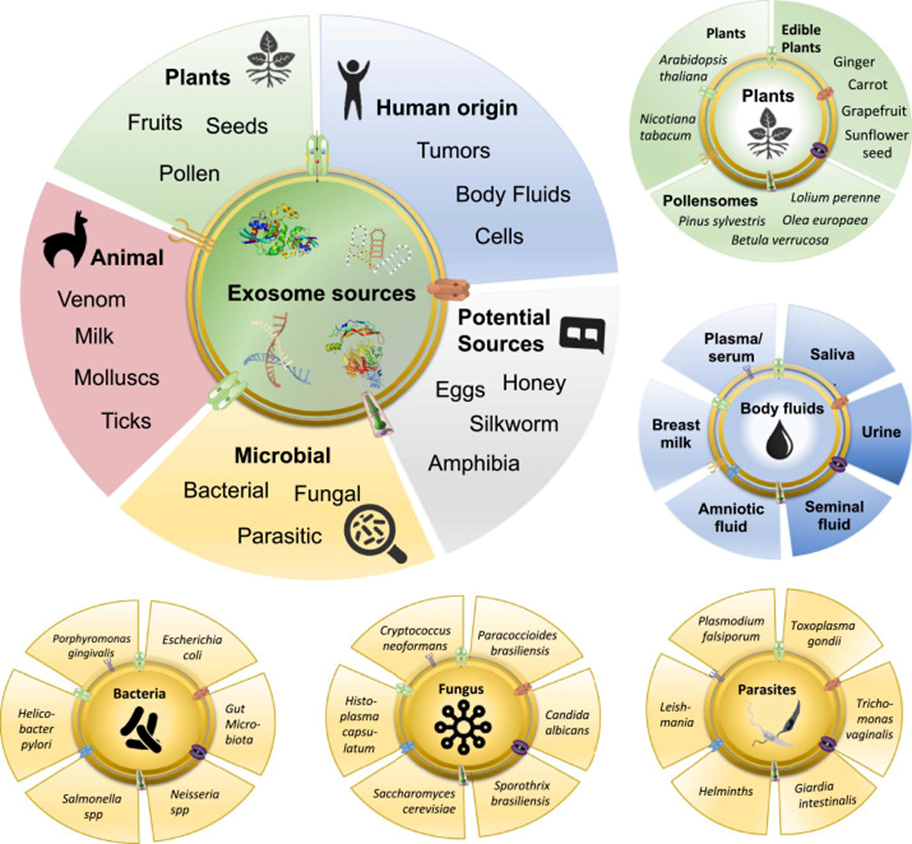 Plants
Fruits Seeds
Pollen
Human origin
Tumors
Body Fluids
Cells
Animal
Venom
Milk
Molluscs
Ticks
Exosome sources
Potential
Sources
Eggs Honey
Silkworm
Amphibia
Microbial
Bacterial Fungal
Parasitic
Plants
Arabidopsis
thaliana
Nicotiana
tabacum
Edible
Plants
Ginger
Carrot
Grapefruit
Sunflower
seed
Plants
Pollensomes
Lolium perenne
Pinus sylvestris
Olea europaea
Betula verrucosa
Plasma/
serum
Saliva
Breast
milk
Body fluids
Urine
Amniotic
fluid
Seminal
fluid
Porphyromonas
gingivalis
Escherichia
coli
Helico-
bacter
pylori
Bacteria
Gut
Micro-
biota
Salmonella
spp
Neisseria
spp
Cryptococcus
neoformans
Paracoccioides
brasiliensis
Histo-
plasma
capsu-
latum
Fungus
Candida
albicans
Saccharomyces
cerevisiae
Sporothrix
brasiliensis
Plasmodium
falsiporum
Toxoplasma
gondii
Leish-
mania
Parasites
Tricho-
monas
vaginalis
Helminths
Giardia
intestinalis